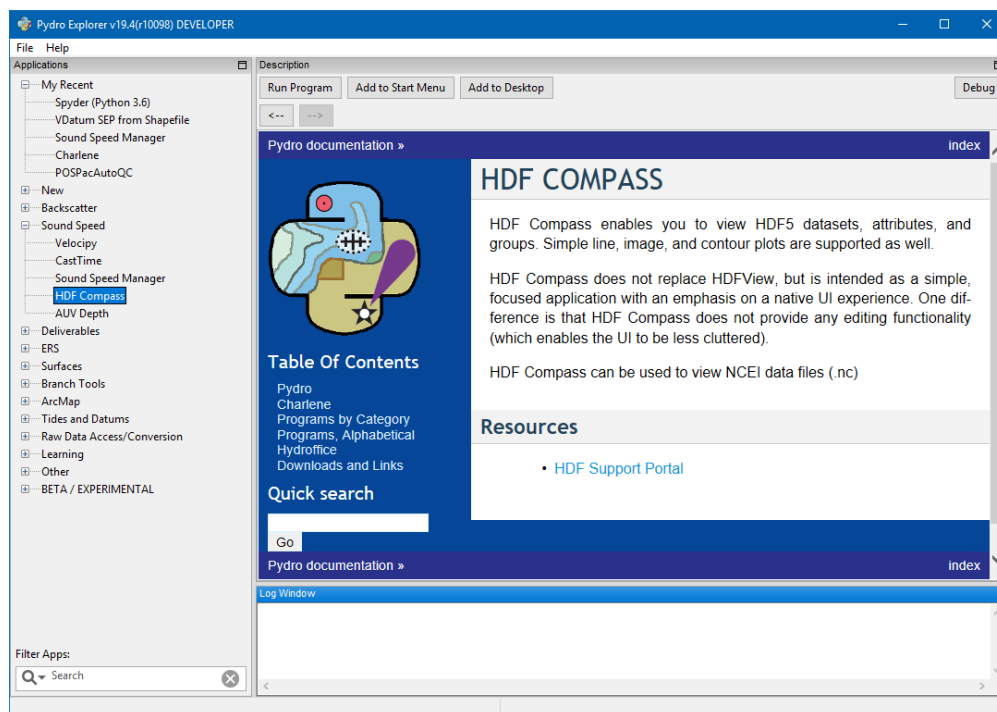 Pydro Explorer v19.4(r10098) DEVELOPER
File Help
Applications
My Recent
Spyder (Python 3.6)
VDatum SEP from Shapefile
Sound Speed Manager
Charlene
POSPacAutoQC
New
Backscatter
Sound Speed
Velocipy
CastTime
Sound Speed Manager
HDF Compass
AUV Depth
Deliverables
ERS
Surfaces
Branch Tools
ArcMap
Tides and Datums
Raw Data Access/Conversion
Learning
Other
BETA / EXPERIMENTAL
Filter Apps:
Search
Description
Run Program Add to Start Menu Add to Desktop Debug
<-- -->
Pydro documentation » index
Table Of Contents
Pydro
Charlene
Programs by Category
Programs, Alphabetical
Hydroffice
Downloads and Links
Quick search
Go
HDF COMPASS
HDF Compass enables you to view HDF5 datasets, attributes, and
groups. Simple line, image, and contour plots are supported as well.
HDF Compass does not replace HDFView, but is intended as a simple,
focused application with an emphasis on a native UI experience. One dif-
ference is that HDF Compass does not provide any editing functionality
(which enables the UI to be less cluttered).
HDF Compass can be used to view NCEI data files (.nc)
Resources
• HDF Support Portal
Pydro documentation » index
Log Window